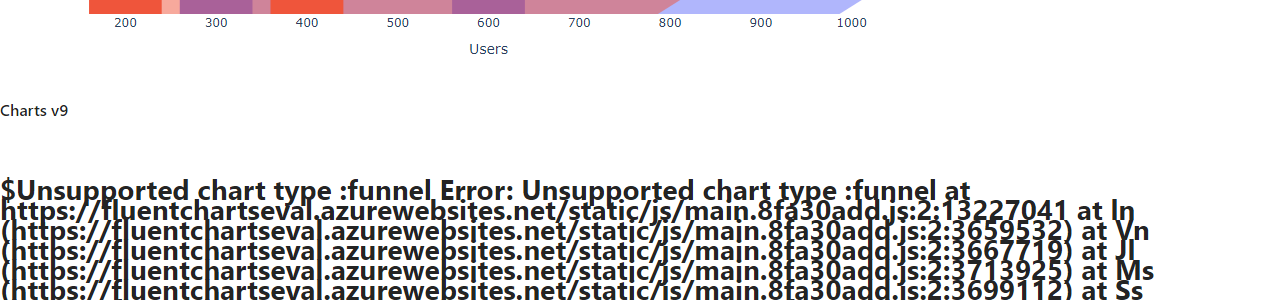 200 300 400 500 600 700 800 900 1000
Users
Charts v9
$Unsupported chart type :funnel Error: Unsupported chart type :funnel at
https://fluentchartseval.azurewebsites.net/static/js/main.8fa30add.js:2:13227041 at ln
(https://fluentchartseval.azurewebsites.net/static/js/main.8fa30add.js:2:3659532) at Vn
(https://fluentchartseval.azurewebsites.net/static/js/main.8fa30add.js:2:3667719) at Jl
(https://fluentchartseval.azurewebsites.net/static/js/main.8fa30add.js:2:3713925) at Ms
(https://fluentchartseval.azurewebsites.net/static/js/main.8fa30add.js:2:3699112) at Ss